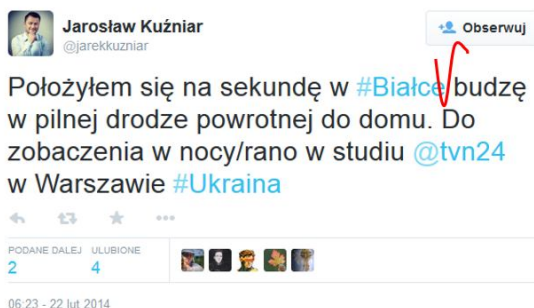 Jarosław Kuźniar
@jarekkuzniar
Obserwuj
Położyłem się na sekundę w #Białce budzę
w pilnej drodze powrotnej do domu. Do
zobaczenia w nocy/rano w studiu @tvn24
w Warszawie #Ukraina
PODANE DALEJ ULUBIONE
2 4
06:23 - 22 lut 2014